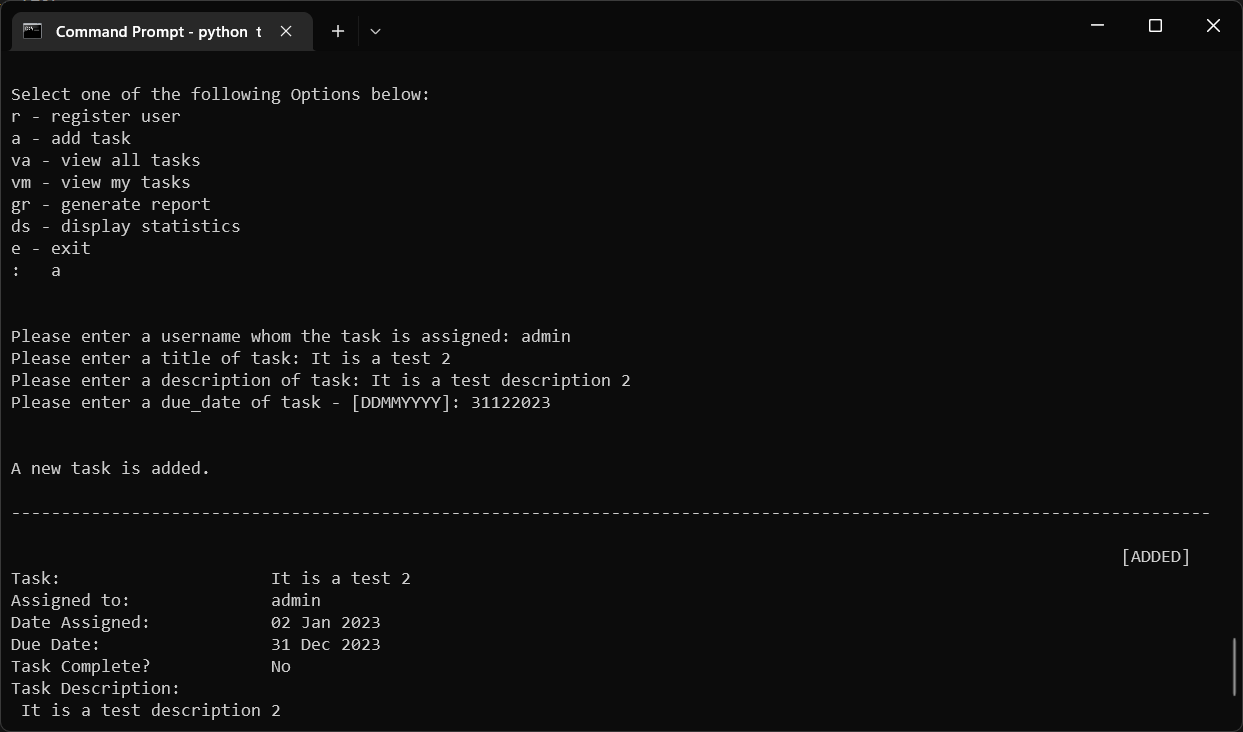 Command Prompt - python t
Select one of the following Options below:
r - register user
a - add task
va - view all tasks
vm - view my tasks
gr - generate report
ds - display statistics
e - exit
:   a
Please enter a username whom the task is assigned: admin
Please enter a title of task: It is a test 2
Please enter a description of task: It is a test description 2
Please enter a due_date of task - [DDMMYYYY]: 31122023
A new task is added.
------------------------------------------------------------------------------------------------------------------------
[ADDED]
Task:                     It is a test 2
Assigned to:              admin
Date Assigned:            02 Jan 2023
Due Date:                 31 Dec 2023
Task Complete?            No
Task Description:
 It is a test description 2